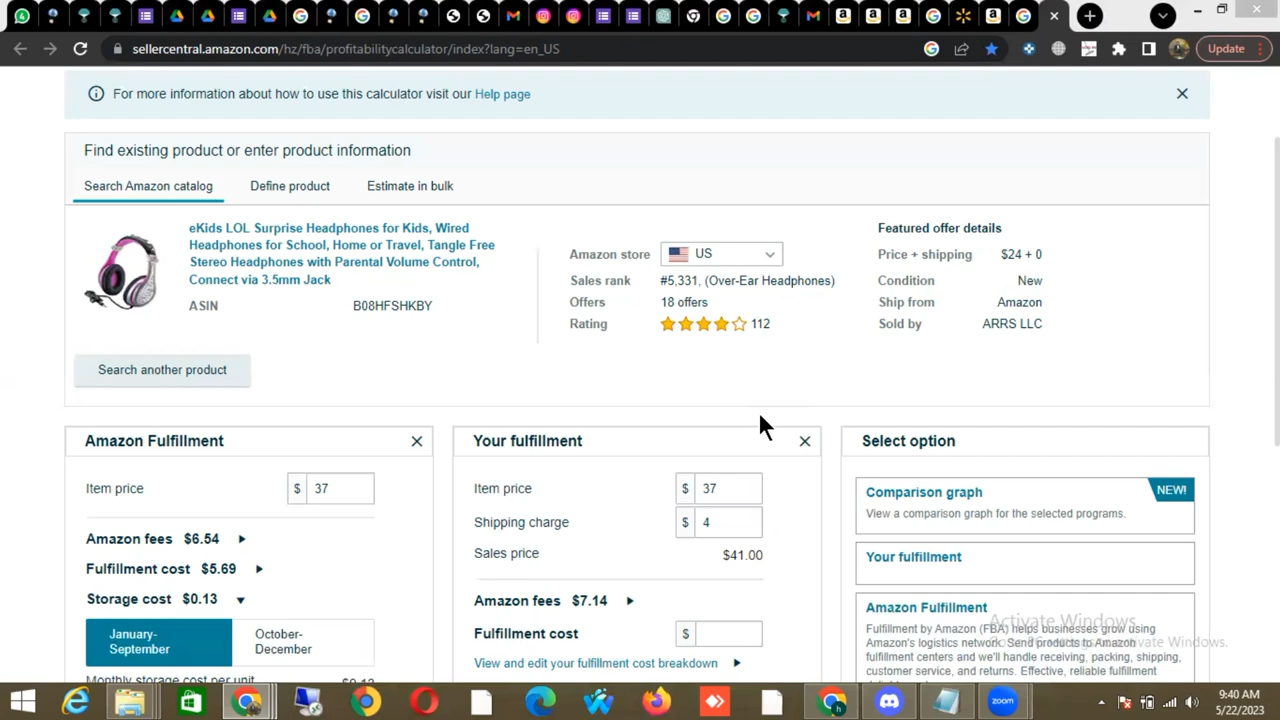 sellercentral.amazon.com/hz/fba/profitabilitycalculator/index?lang=en_US
Update
For more information about how to use this calculator visit our Help page
Find existing product or enter product information
Search Amazon catalog
Define product
Estimate in bulk
eKids LOL Surprise Headphones for Kids, Wired
Headphones for School, Home or Travel, Tangle Free
Stereo Headphones with Parental Volume Control,
Connect via 3.5mm Jack
ASIN B08HFSHKBY
Amazon store US
Sales rank #5,331, (Over-Ear Headphones)
Offers 18 offers
Rating 112
Featured offer details
Price + shipping $24 + 0
Condition New
Ship from Amazon
Sold by ARRS LLC
Search another product
Amazon Fulfillment
Item price $ 37
Amazon fees $6.54
Fulfillment cost $5.69
Storage cost $0.13
January-
September
October-
December
Monthly storage cost per unit $0.13
Your fulfillment
Item price $ 37
Shipping charge $ 4
Sales price $41.00
Amazon fees $7.14
Fulfillment cost $
View and edit your fulfillment cost breakdown
Select option
Comparison graph
NEW!
View a comparison graph for the selected programs.
Your fulfillment
Amazon Fulfillment
Fulfillment by Amazon (FBA) helps businesses grow using
Amazon's logistics network. Send products to Amazon
fulfillment centers and we'll handle receiving, packing, shipping,
customer service, and returns. Effective, reliable fulfillment
Activate Windows
zoom
9:40 AM
5/22/2023